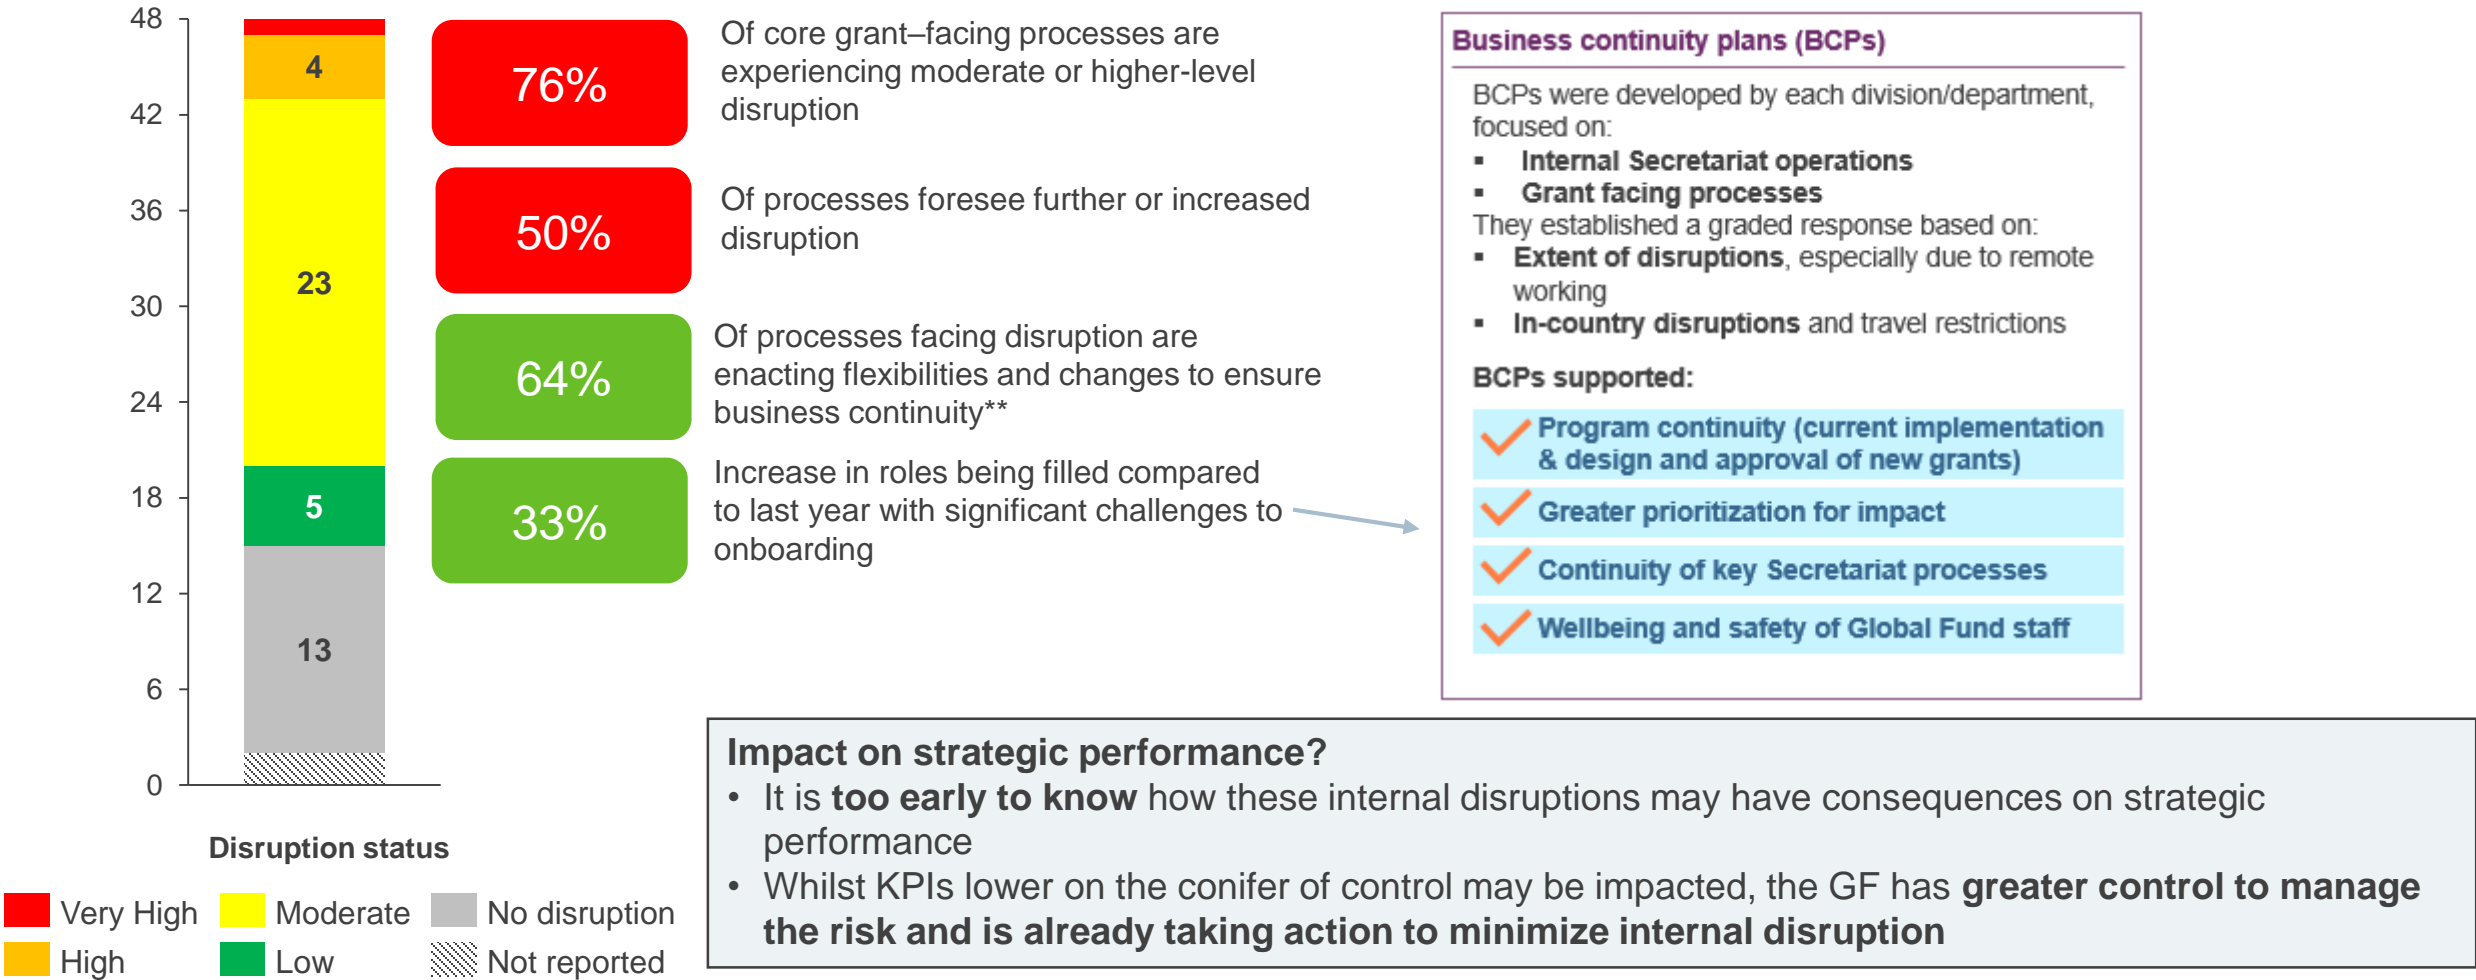 48
42
36
30
24
18
12
6
0
4
23
5
13
Disruption status
Very High
Moderate
No disruption
High
Low
Not reported
76%
Of core grant–facing processes are
experiencing moderate or higher-level
disruption
50%
Of processes foresee further or increased
disruption
64%
Of processes facing disruption are
enacting flexibilities and changes to ensure
business continuity**
33%
Increase in roles being filled compared
to last year with significant challenges to
onboarding
Business continuity plans (BCPs)
BCPs were developed by each division/department,
focused on:
▪ Internal Secretariat operations
▪ Grant facing processes
They established a graded response based on:
▪ Extent of disruptions, especially due to remote
working
▪ In-country disruptions and travel restrictions
BCPs supported:
Program continuity (current implementation
& design and approval of new grants)
Greater prioritization for impact
Continuity of key Secretariat processes
Wellbeing and safety of Global Fund staff
Impact on strategic performance?
• It is too early to know how these internal disruptions may have consequences on strategic
performance
• Whilst KPIs lower on the conifer of control may be impacted, the GF has greater control to manage
the risk and is already taking action to minimize internal disruption